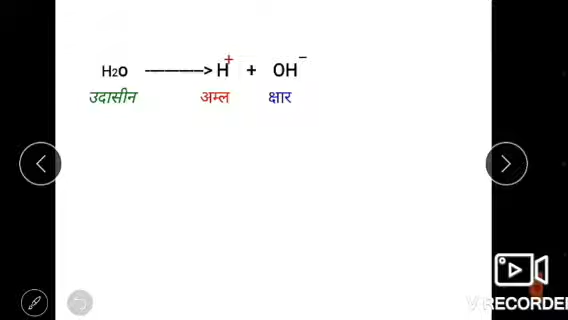 H₂O ————> H⁺ + OH⁻
उदासीन अम्ल क्षार
V RECORDER